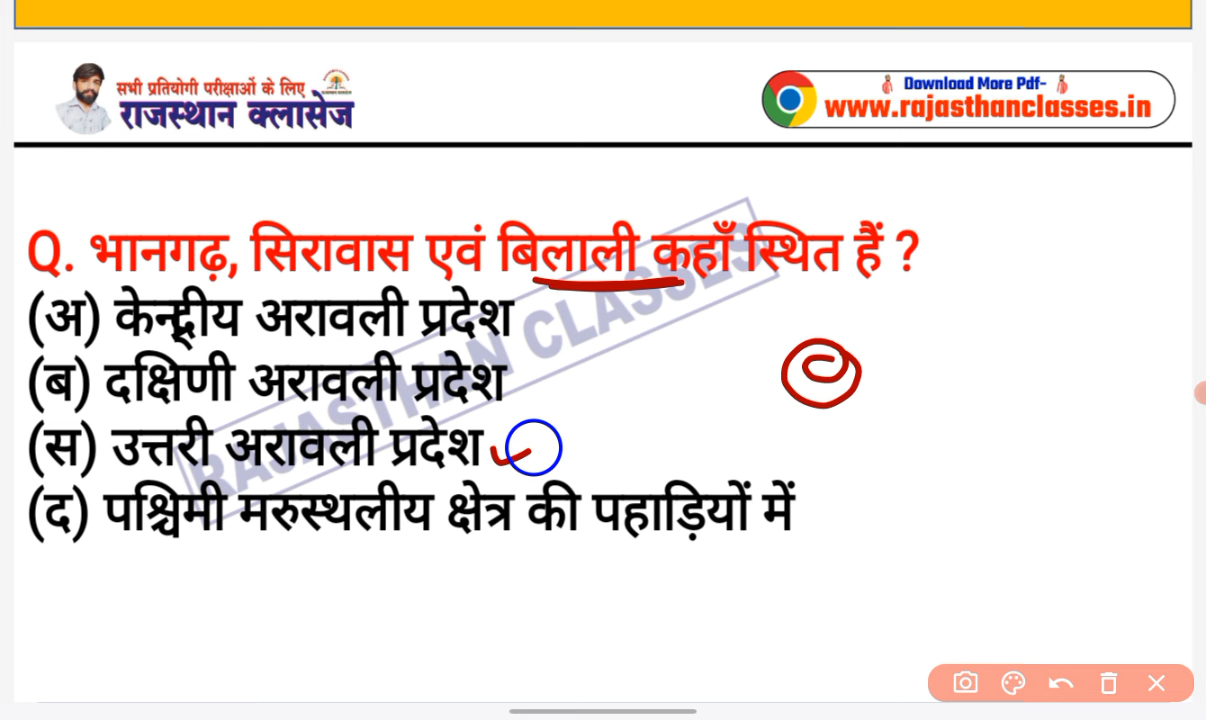 सभी प्रतियोगी परीक्षाओं के लिए
राजस्थान क्लासेज
Download More Pdf-
www.rajasthanclasses.in
Q. भानगढ़, सिरावास एवं बिलाली कहाँ स्थित हैं ?
(अ) केन्द्रीय अरावली प्रदेश
(ब) दक्षिणी अरावली प्रदेश
(स) उत्तरी अरावली प्रदेश
(द) पश्चिमी मरुस्थलीय क्षेत्र की पहाड़ियों में
RAJASTHAN CLASSES